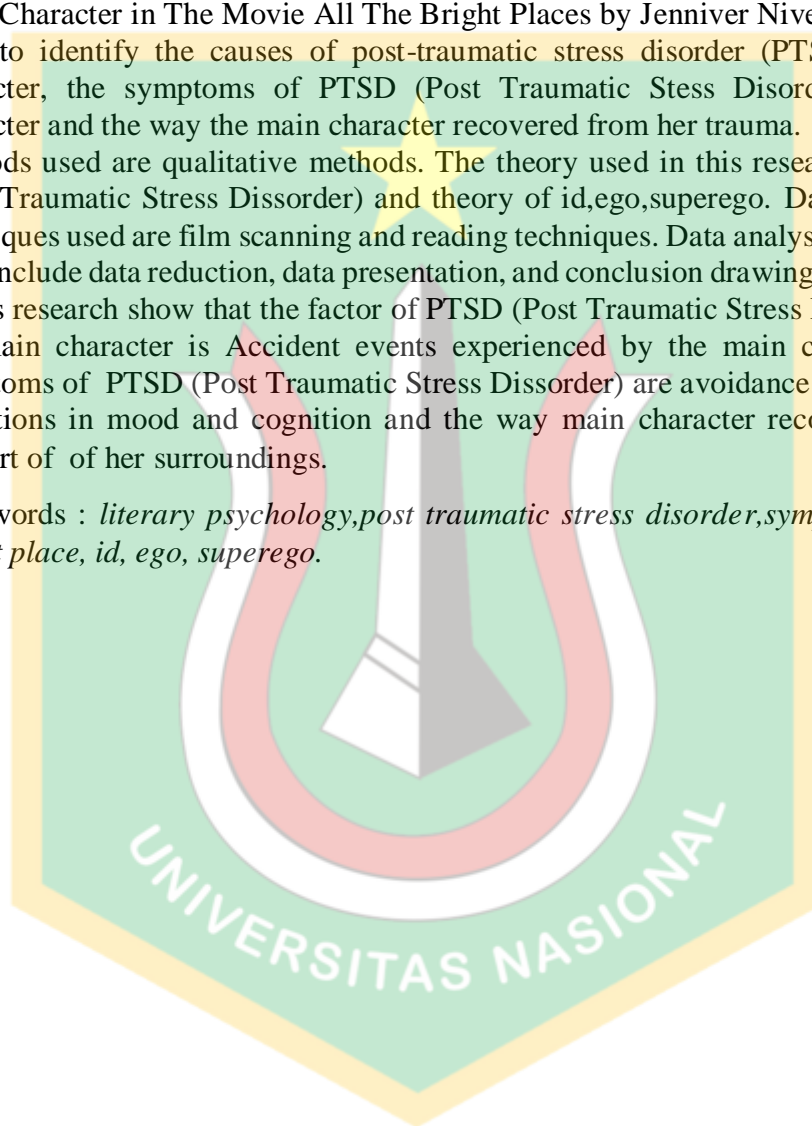 Character in The Movie All The Bright Places by Jenniver Nive
to identify the causes of post-traumatic stress disorder (PTS
cter, the symptoms of PTSD (Post Traumatic Stess Disord
cter and the way the main character recovered from her trauma.
ods used are qualitative methods. The theory used in this resea
Traumatic Stress Dissorder) and theory of id,ego,superego. Da
ques used are film scanning and reading techniques. Data analys
nclude data reduction, data presentation, and conclusion drawing
s research show that the factor of PTSD (Post Traumatic Stress
ain character is Accident events experienced by the main c
oms of PTSD (Post Traumatic Stress Dissorder) are avoidance
tions in mood and cognition and the way main character reco
rt of of her surroundings.
words : literary psychology,post traumatic stress disorder,sym
t place, id, ego, superego.
UNIVERSITAS NASIONAL